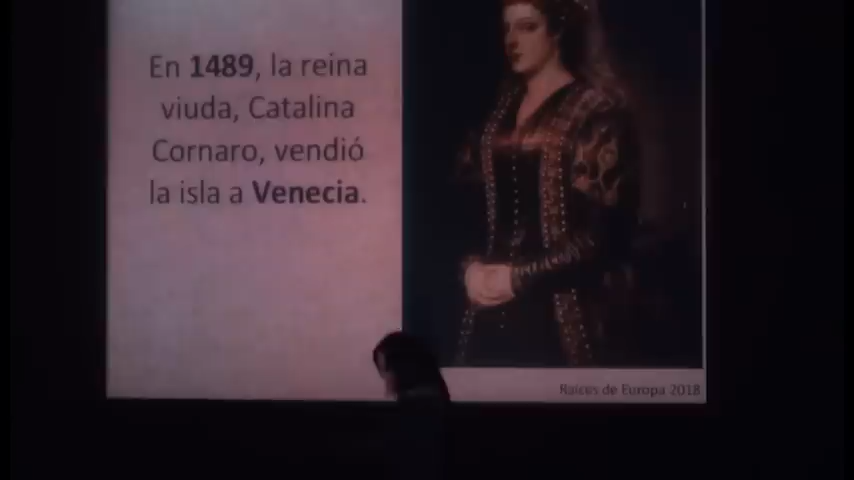 En 1489, la reina
viuda, Catalina
Cornaro, vendió
la isla a Venecia.
Raíces de Europa 2018